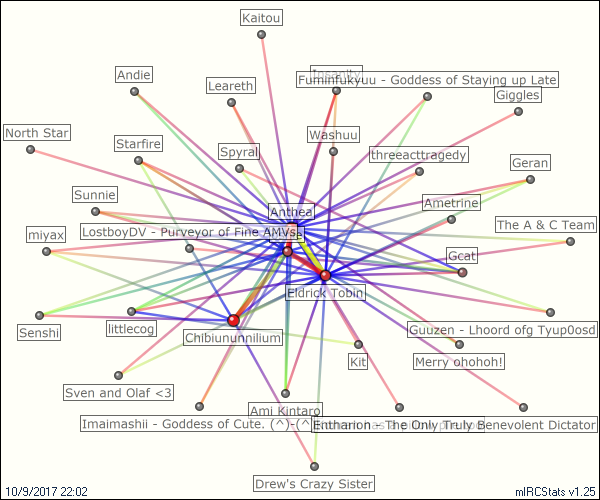 Kaitou
Andie
Insanity
Fuminfukyuu - Goddess of Staying up Late
Leareth
Giggles
North Star
Washuu
Starfire
Spyral
threeacttragedy
Geran
Sunnie
Anthea
Ametrine
The A & C Team
miyax
LostboyDV - Purveyor of Fine AMVs
Gcat
Eldrick Tobin
Senshi
littlecog
Guuzen - Lhoord ofg Tyup0osd
Chibiununnilium
Kit
Merry ohohoh!
Sven and Olaf <3
Ami Kintaro
Imaimashii - Goddess of Cute. (^)-(^
Entharion - The Only Truly Benevolent Dictator
Drew's Crazy Sister
10/9/2017 22:02
mIRCStats v1.25